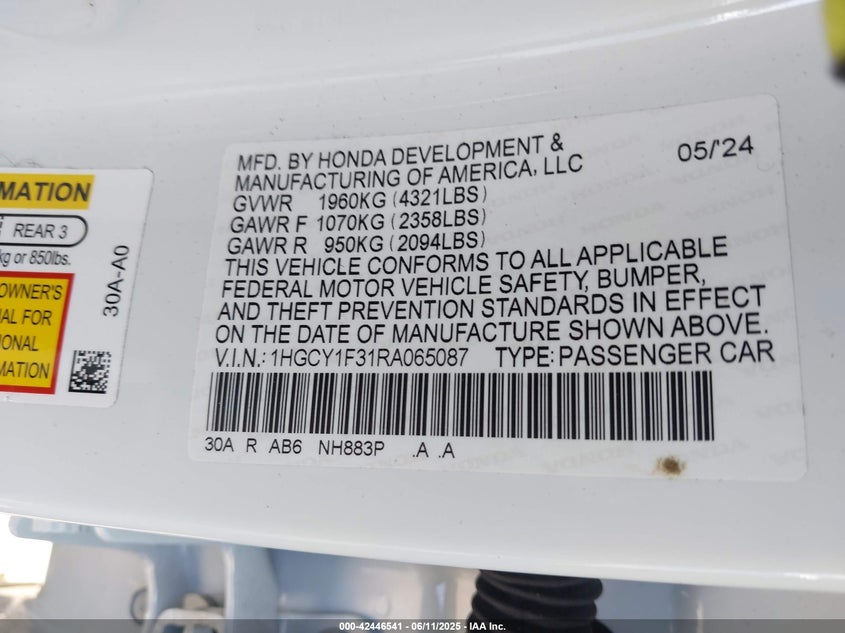 MATION
REAR 3
kg or 850lbs.
OWNER'S
AL FOR
ONAL
MATION
30A-A0
MFD. BY HONDA DEVELOPMENT &
MANUFACTURING OF AMERICA, LLC 05/'24
GVWR 1960KG (4321LBS)
GAWR F 1070KG (2358LBS)
GAWR R 950KG (2094LBS)
THIS VEHICLE CONFORMS TO ALL APPLICABLE
FEDERAL MOTOR VEHICLE SAFETY, BUMPER,
AND THEFT PREVENTION STANDARDS IN EFFECT
ON THE DATE OF MANUFACTURE SHOWN ABOVE.
V.I.N.: 1HGCY1F31RA065087 TYPE: PASSENGER CAR
30A R AB6 NH883P .A .A
000-42446541 - 06/11/2025 - IAA Inc.